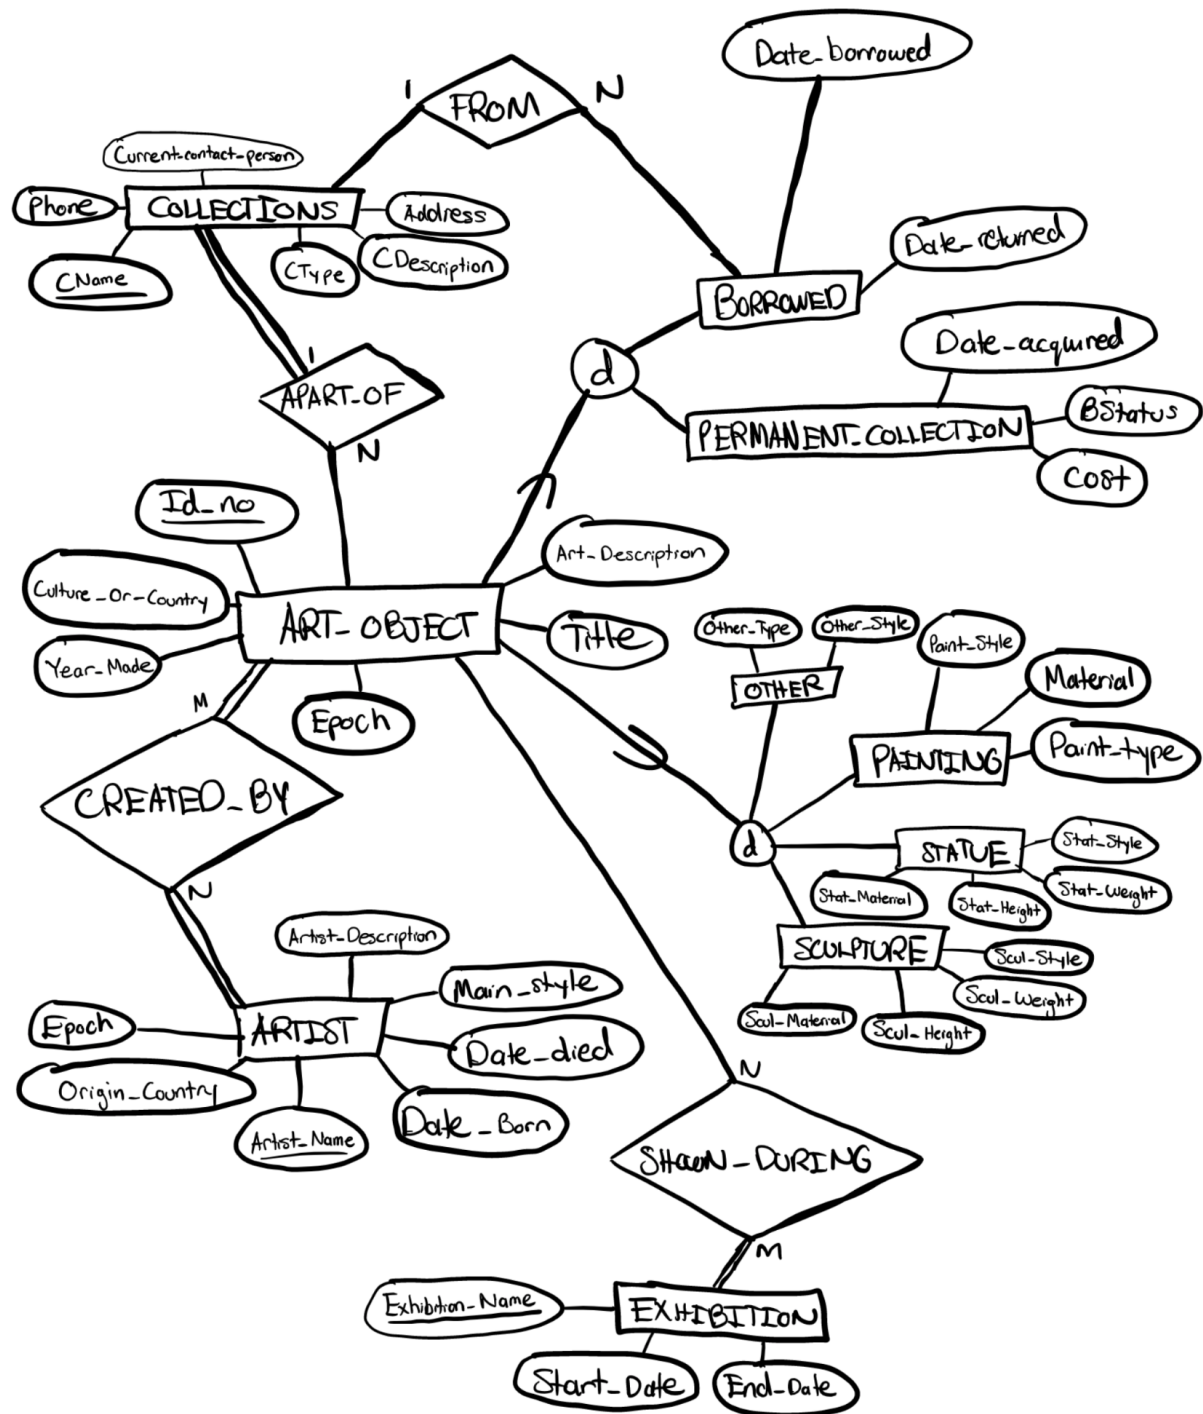 Date_borrowed
1
FROM
N
Current-contact-person
Phone
COLLECTIONS
Address
CName
CType
CDescription
Date_returned
BORROWED
Date_acquired
d
BStatus
PERMANENT_COLLECTION
Cost
1
APART_OF
N
Id_no
Art_Description
Culture_Or-Country
ART_OBJECT
Title
Year_Made
Epoch
Other_Type
Other_Style
Paint_Style
OTHER
Material
PAINTING
Paint_type
M
CREATED_BY
N
d
STATUE
Stat_Style
Stat_Weight
Stat_Material
Stat_Height
SCULPTURE
Scul_Style
Scul_Weight
Scul_Material
Scul_Height
Artist_Description
Main_style
Epoch
ARTIST
Date_died
Origin_Country
Date_Born
Artist_Name
N
SHOWN_DURING
M
Exhibition_Name
EXHIBITION
Start_Date
End_Date